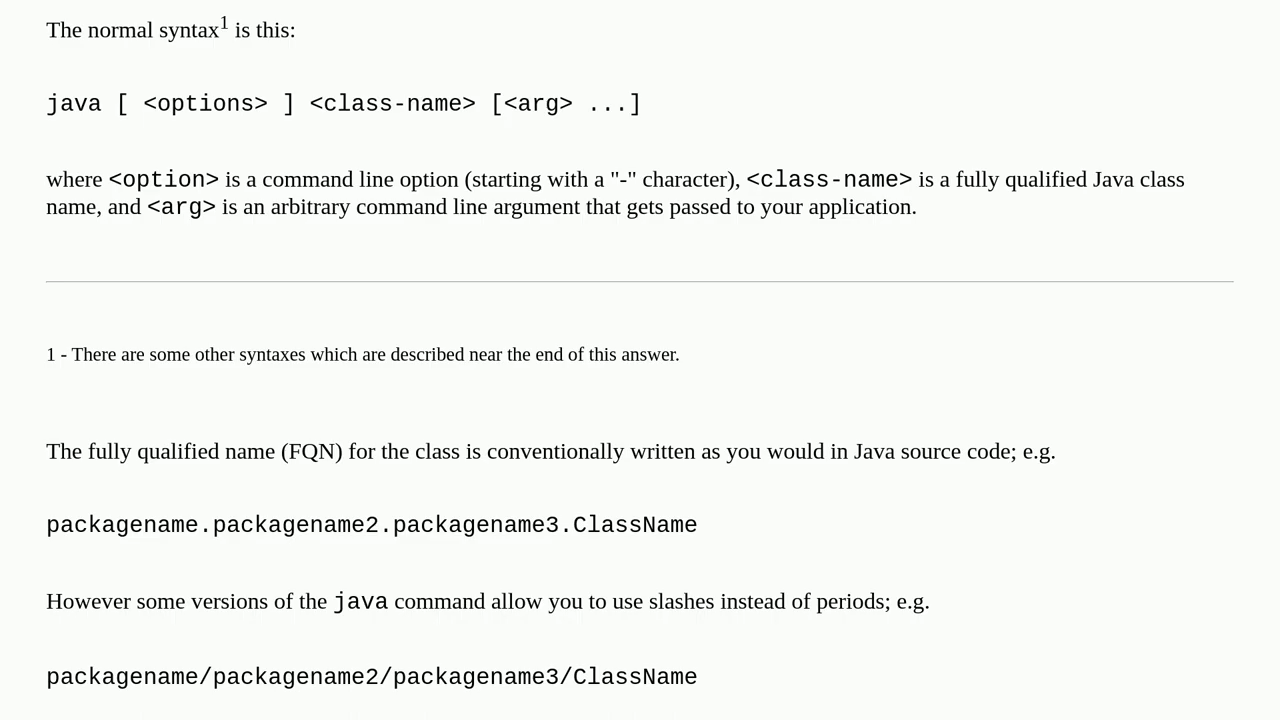 The normal syntax1 is this:
java [ <options> ] <class-name> [<arg> ...]
where <option> is a command line option (starting with a "-" character), <class-name> is a fully qualified Java class
name, and <arg> is an arbitrary command line argument that gets passed to your application.
1 - There are some other syntaxes which are described near the end of this answer.
The fully qualified name (FQN) for the class is conventionally written as you would in Java source code; e.g.
packagename.packagename2.packagename3.ClassName
However some versions of the java command allow you to use slashes instead of periods; e.g.
packagename/packagename2/packagename3/ClassName